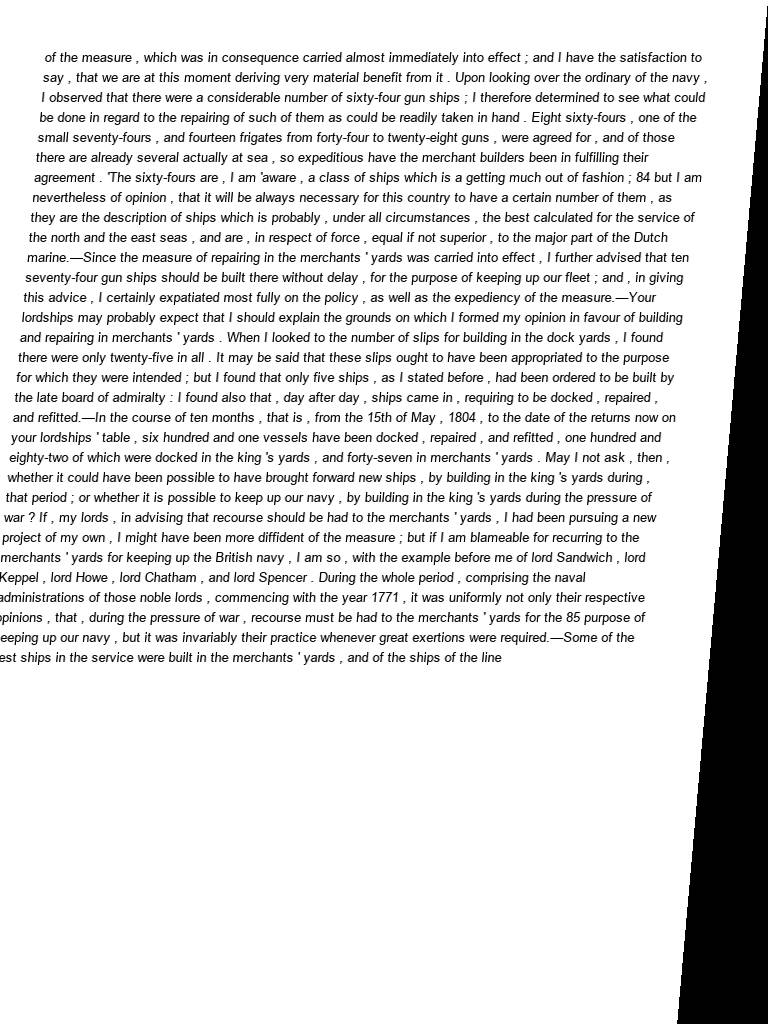 of the measure , which was in consequence carried almost immediately into effect ; and I have the satisfaction to
say , that we are at this moment deriving very material benefit from it . Upon looking over the ordinary of the navy ,
I observed that there were a considerable number of sixty-four gun ships ; I therefore determined to see what could
be done in regard to the repairing of such of them as could be readily taken in hand . Eight sixty-fours , one of the
small seventy-fours , and fourteen frigates from forty-four to twenty-eight guns , were agreed for , and of those
there are already several actually at sea , so expeditious have the merchant builders been in fulfilling their
agreement . 'The sixty-fours are , I am 'aware , a class of ships which is a getting much out of fashion ; 84 but I am
nevertheless of opinion , that it will be always necessary for this country to have a certain number of them , as
they are the description of ships which is probably , under all circumstances , the best calculated for the service of
the north and the east seas , and are , in respect of force , equal if not superior , to the major part of the Dutch
marine.—Since the measure of repairing in the merchants ' yards was carried into effect , I further advised that ten
seventy-four gun ships should be built there without delay , for the purpose of keeping up our fleet ; and , in giving
this advice , I certainly expatiated most fully on the policy , as well as the expediency of the measure.—Your
lordships may probably expect that I should explain the grounds on which I formed my opinion in favour of building
and repairing in merchants ' yards . When I looked to the number of slips for building in the dock yards , I found
there were only twenty-five in all . It may be said that these slips ought to have been appropriated to the purpose
for which they were intended ; but I found that only five ships , as I stated before , had been ordered to be built by
the late board of admiralty : I found also that , day after day , ships came in , requiring to be docked , repaired ,
and refitted.—In the course of ten months , that is , from the 15th of May , 1804 , to the date of the returns now on
your lordships ' table , six hundred and one vessels have been docked , repaired , and refitted , one hundred and
eighty-two of which were docked in the king 's yards , and forty-seven in merchants ' yards . May I not ask , then ,
whether it could have been possible to have brought forward new ships , by building in the king 's yards during ,
that period ; or whether it is possible to keep up our navy , by building in the king 's yards during the pressure of
war ? If , my lords , in advising that recourse should be had to the merchants ' yards , I had been pursuing a new
project of my own , I might have been more diffident of the measure ; but if I am blameable for recurring to the
merchants ' yards for keeping up the British navy , I am so , with the example before me of lord Sandwich , lord
Keppel , lord Howe , lord Chatham , and lord Spencer . During the whole period , comprising the naval
administrations of those noble lords , commencing with the year 1771 , it was uniformly not only their respective
opinions , that , during the pressure of war , recourse must be had to the merchants ' yards for the 85 purpose of
eeping up our navy , but it was invariably their practice whenever great exertions were required.—Some of the
est ships in the service were built in the merchants ' yards , and of the ships of the line